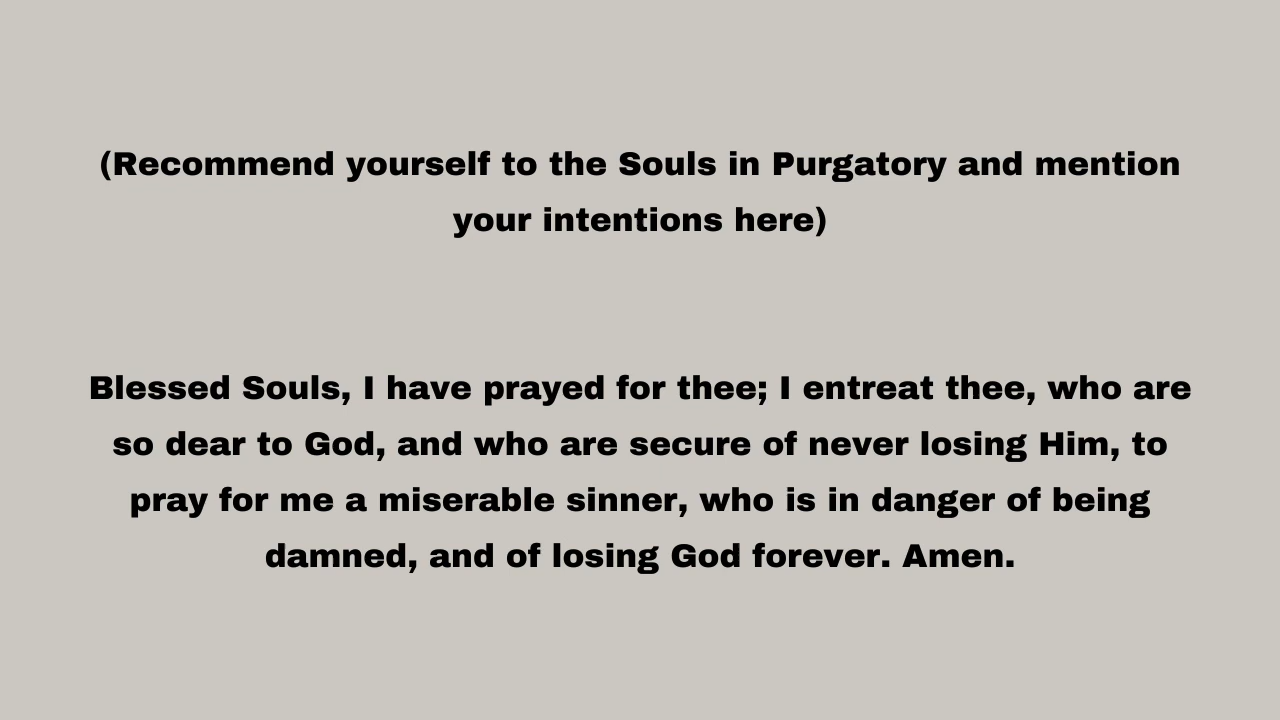 (Recommend yourself to the Souls in Purgatory and mention
your intentions here)
Blessed Souls, I have prayed for thee; I entreat thee, who are
so dear to God, and who are secure of never losing Him, to
pray for me a miserable sinner, who is in danger of being
damned, and of losing God forever. Amen.